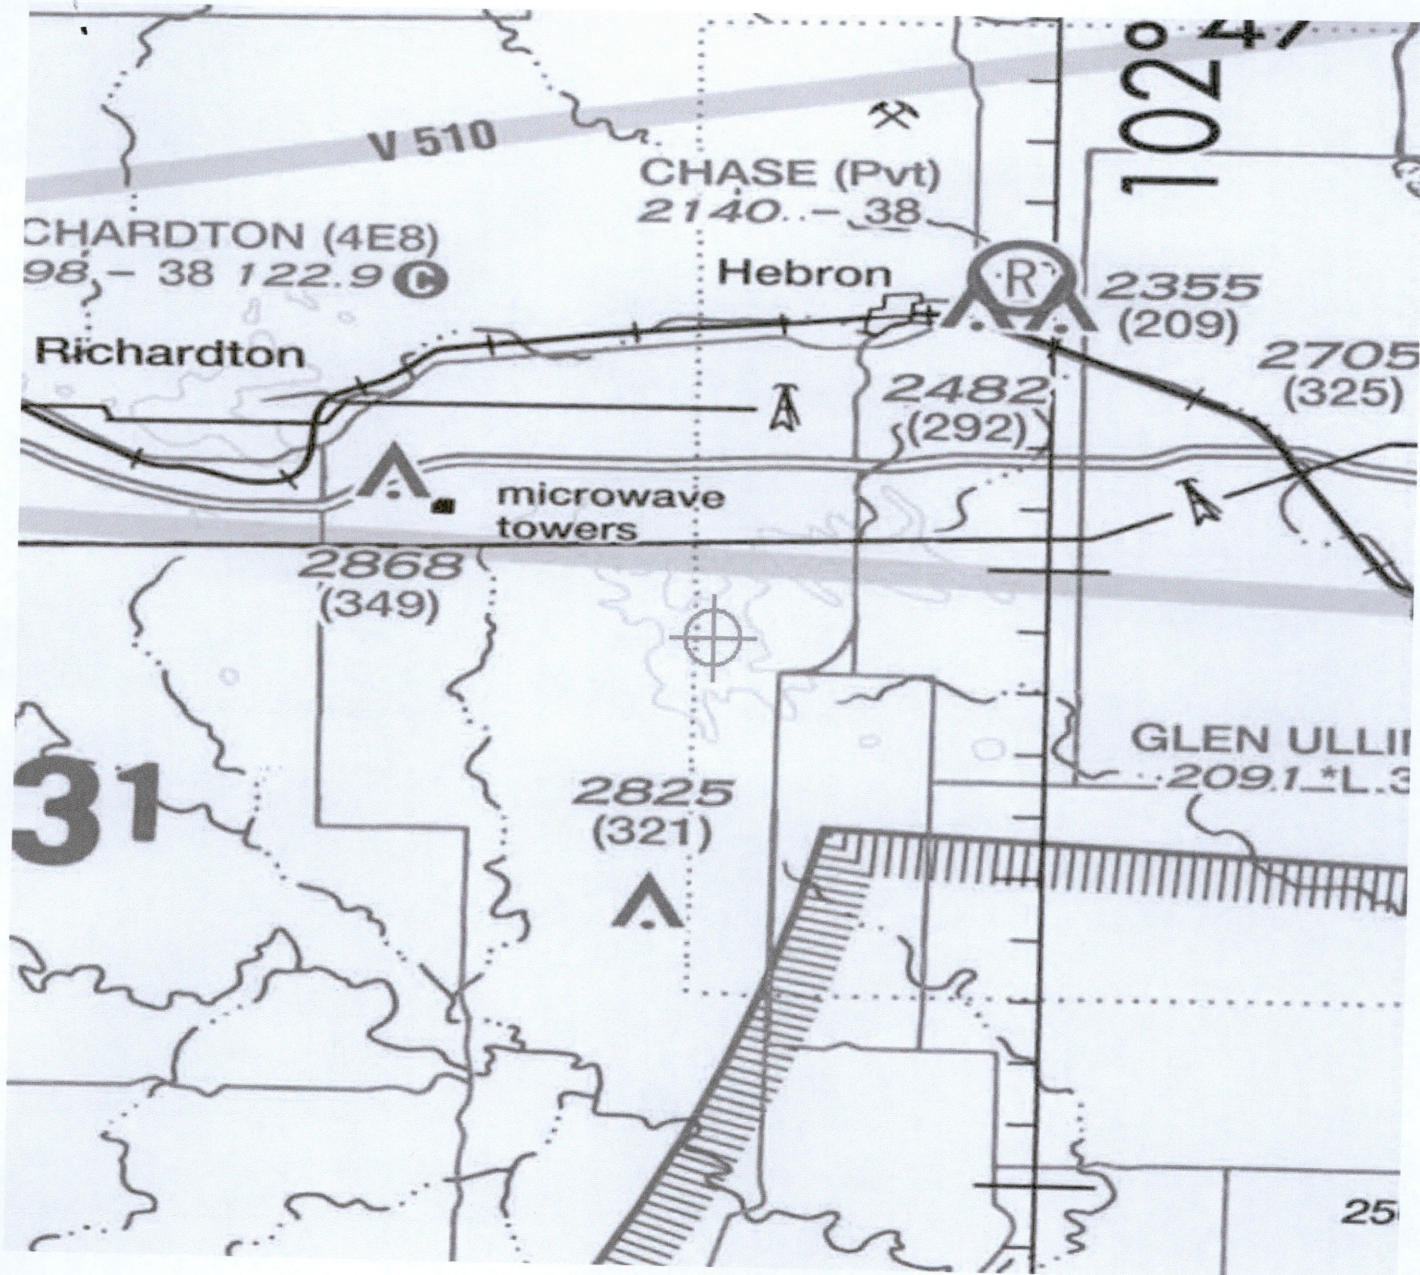 102°
47
V 510
CHASE (Pvt)
2140 - 38
CHARDTON (4E8)
98 - 38 122.9 C
Hebron
R
2355
(209)
Richardton
2705
(325)
2482
(292)
microwave
towers
2868
(349)
GLEN ULLI
2091 *L 3
31
2825
(321)
25